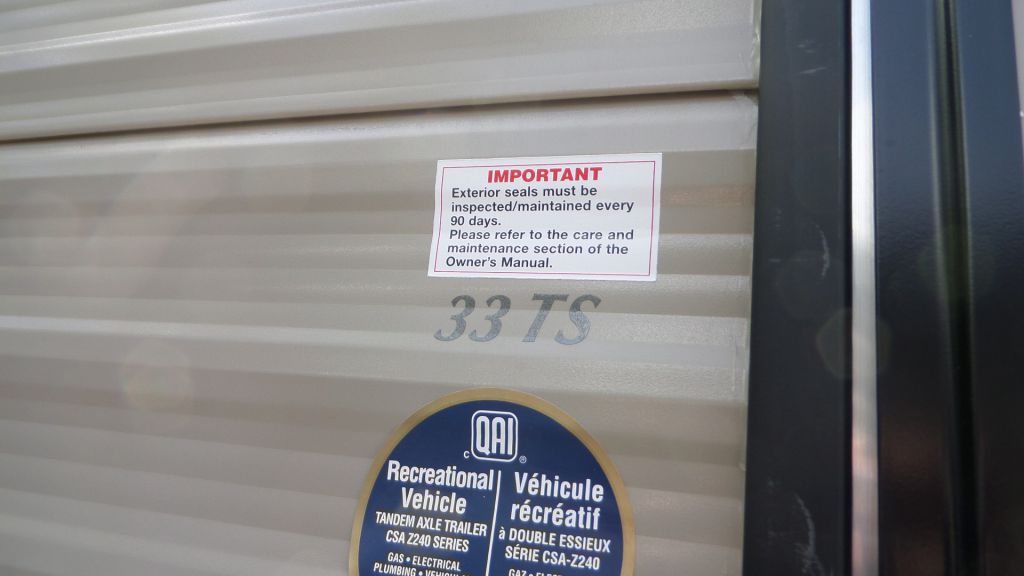 IMPORTANT
Exterior seals must be
inspected/maintained every
90 days.
Please refer to the care and
maintenance section of the
Owner's Manual.
33 TS
C QAI ®
Recreational
Vehicle
TANDEM AXLE TRAILER
CSA Z240 SERIES
GAS • ELECTRICAL
PLUMBING •
Véhicule
récréatif
à DOUBLE ESSIEUX
SÉRIE CSA-Z240
GAZ •